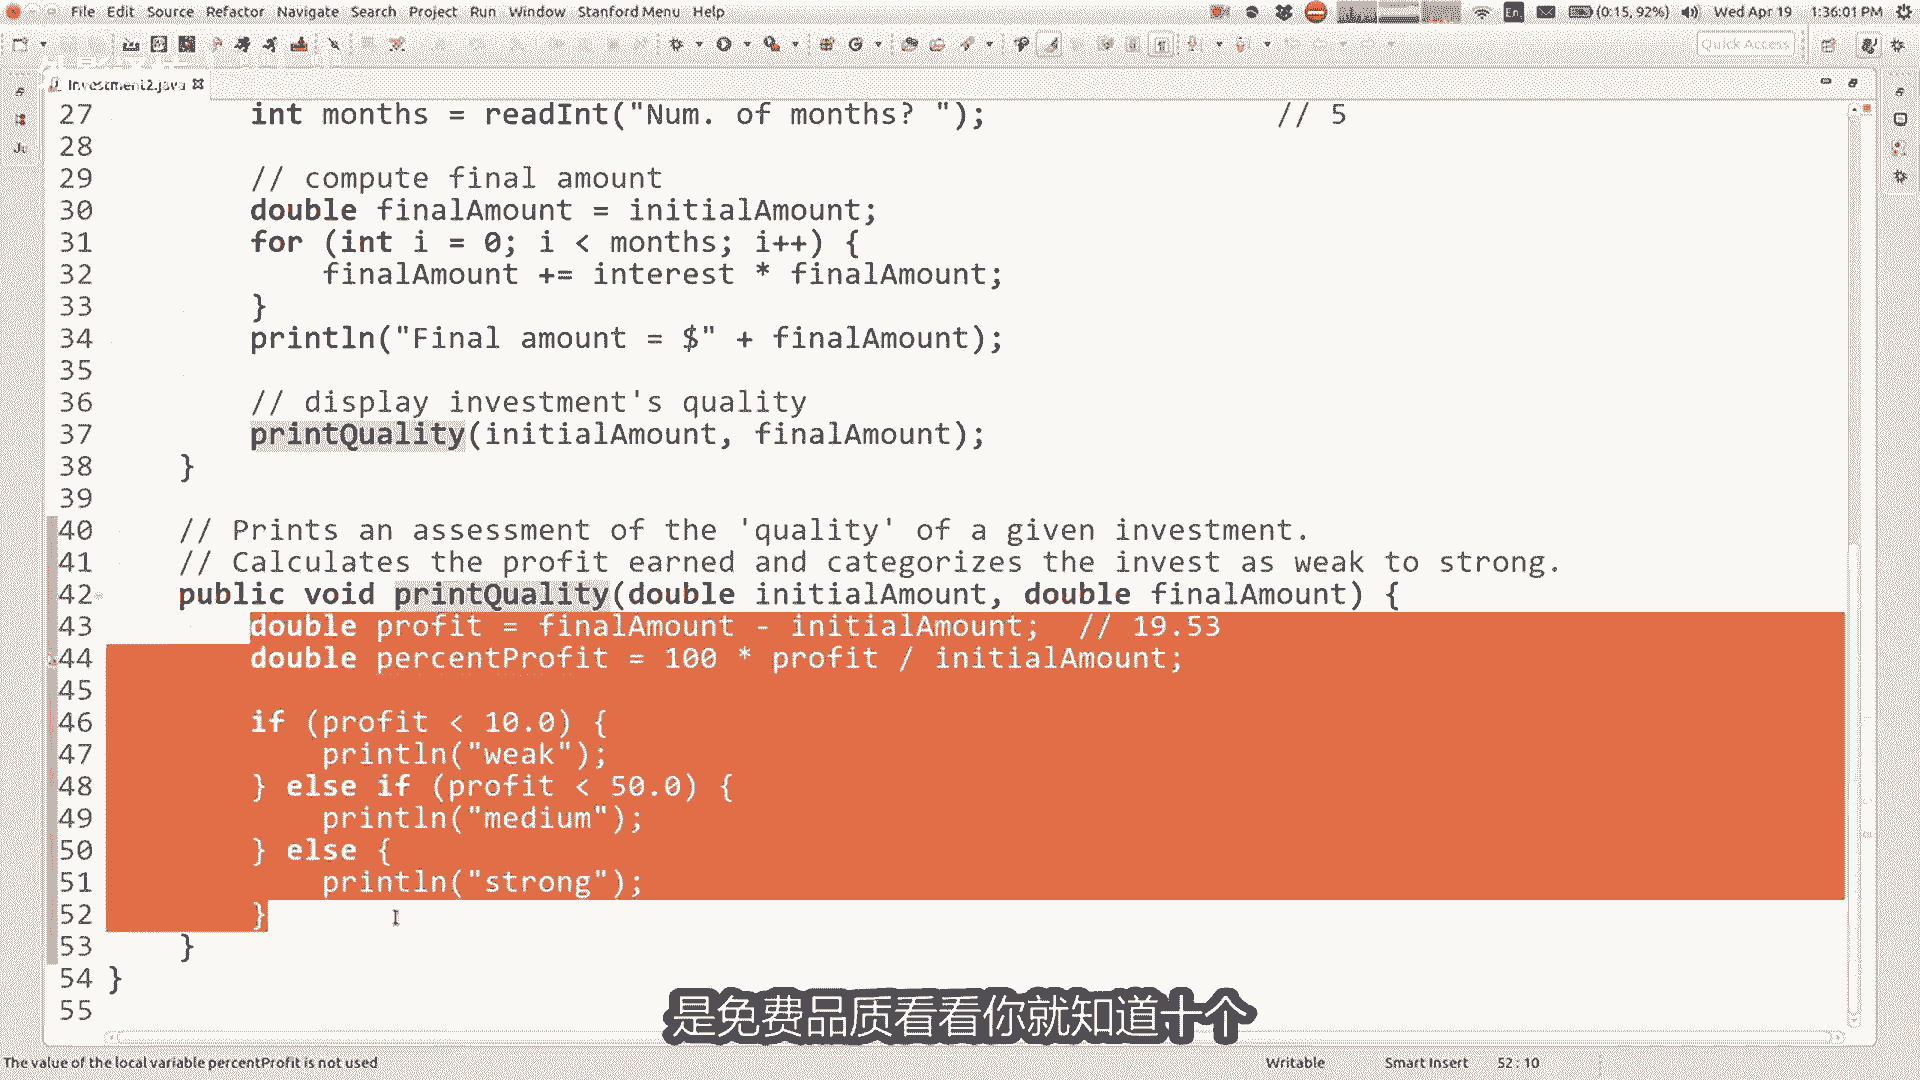 File Edit Source Refactor Navigate Search Project Run Window Stanford Menu Help En (0:15, 92%) Wed Apr 19 1:36:01 PM
Quick Access
Investment2.java
27 int months = readInt("Num. of months? "); // 5
28
29 // compute final amount
30 double finalAmount = initialAmount;
31 for (int i = 0; i < months; i++) {
32 finalAmount += interest * finalAmount;
33 }
34 println("Final amount = $" + finalAmount);
35
36 // display investment's quality
37 printQuality(initialAmount, finalAmount);
38 }
39
40 // Prints an assessment of the 'quality' of a given investment.
41 // Calculates the profit earned and categorizes the invest as weak to strong.
42 public void printQuality(double initialAmount, double finalAmount) {
43 double profit = finalAmount - initialAmount; // 19.53
44 double percentProfit = 100 * profit / initialAmount;
45
46 if (profit < 10.0) {
47 println("weak");
48 } else if (profit < 50.0) {
49 println("medium");
50 } else {
51 println("strong");
52 }
53 }
54 }
55
是免费品质看看你就知道十个
The value of the local variable percentProfit is not used Writable Smart Insert 52 : 10